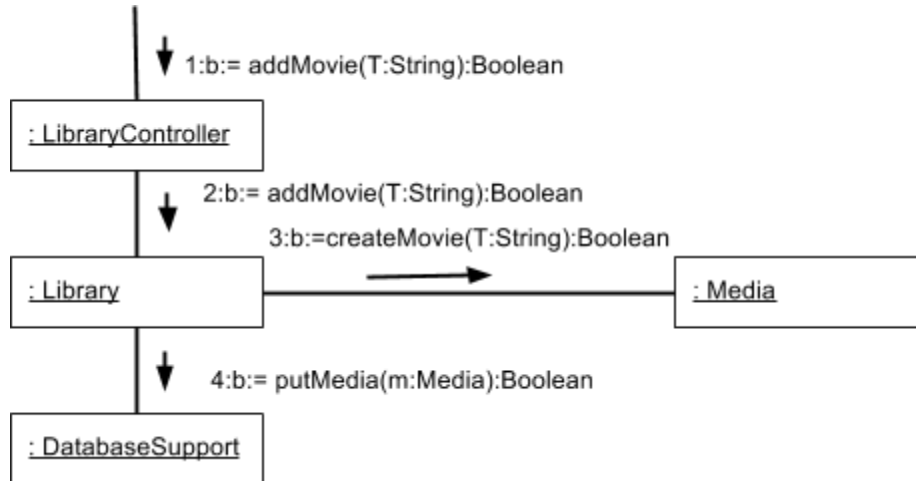 1:b:= addMovie(T:String):Boolean
: LibraryController
2:b:= addMovie(T:String):Boolean
3:b:=createMovie(T:String):Boolean
: Library
: Media
4:b:= putMedia(m:Media):Boolean
: DatabaseSupport